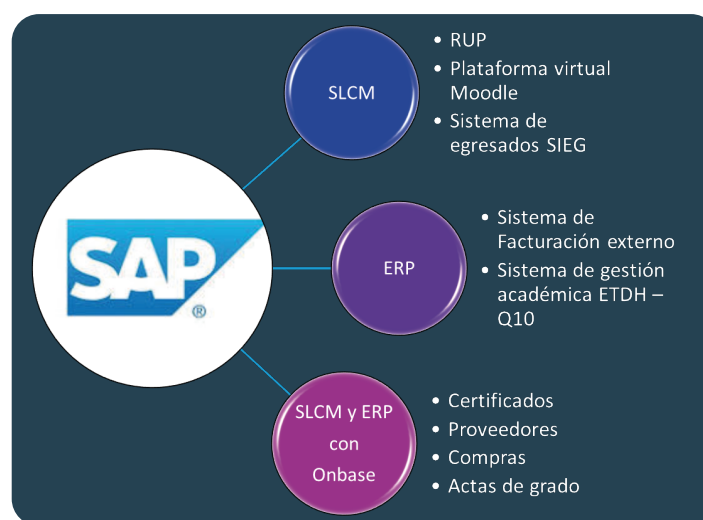 SLCM
• RUP
• Plataforma virtual
Moodle
• Sistema de
egresados SIEG
SAP®
ERP
• Sistema de
Facturación externo
• Sistema de gestión
académica ETDH –
Q10
SLCM y ERP
con
Onbase
• Certificados
• Proveedores
• Compras
• Actas de grado